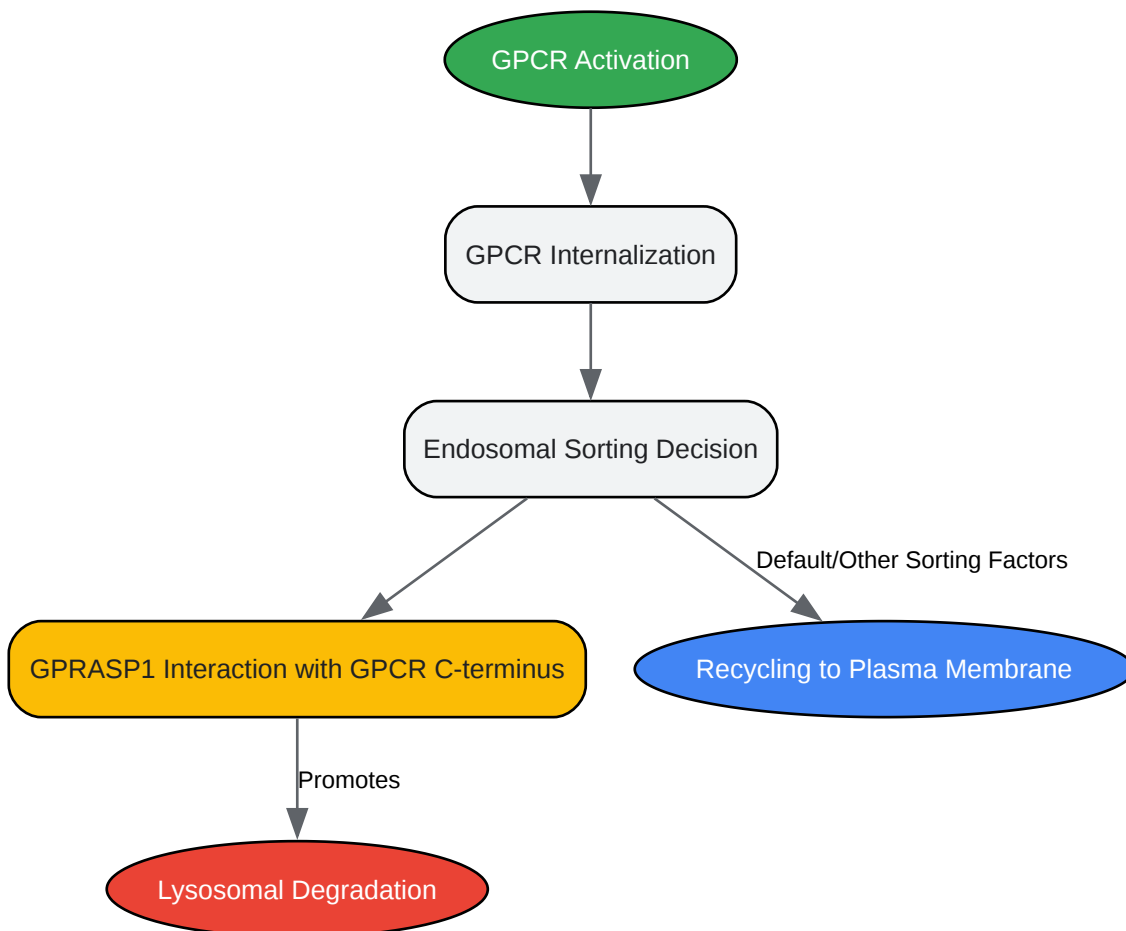 GPCR Activation
GPCR Internalization
Endosomal Sorting Decision
Default/Other Sorting Factors
GPRASP1 Interaction with GPCR C-terminus
Recycling to Plasma Membrane
Promotes
Lysosomal Degradation